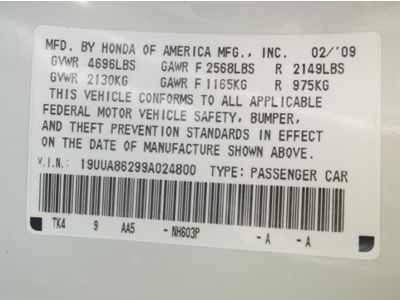 MFD. BY HONDA OF AMERICA MFG., INC. 02/'09
GVWR 4696LBS GAWR F 2568LBS R 2149LBS
GVWR 2130KG GAWR F 1165KG R 975KG
THIS VEHICLE CONFORMS TO ALL APPLICABLE
FEDERAL MOTOR VEHICLE SAFETY, BUMPER,
AND THEFT PREVENTION STANDARDS IN EFFECT
ON THE DATE OF MANUFACTURE SHOWN ABOVE.
V.I.N.: 19UUA86299A024800 TYPE: PASSENGER CAR
TK4 9 AA5 -NH603P -A -A